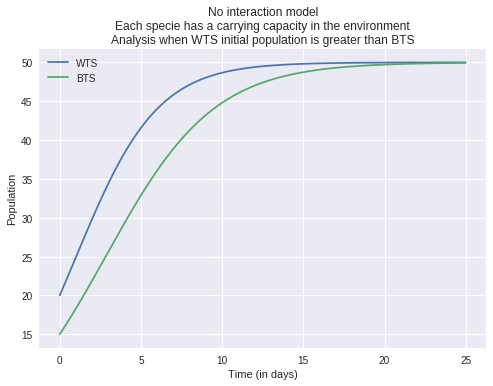 No interaction model
Each specie has a carrying capacity in the environment
Analysis when WTS initial population is greater than BTS
WTS
BTS
50
45
40
35
30
25
20
15
Population
0 5 10 15 20 25
Time (in days)